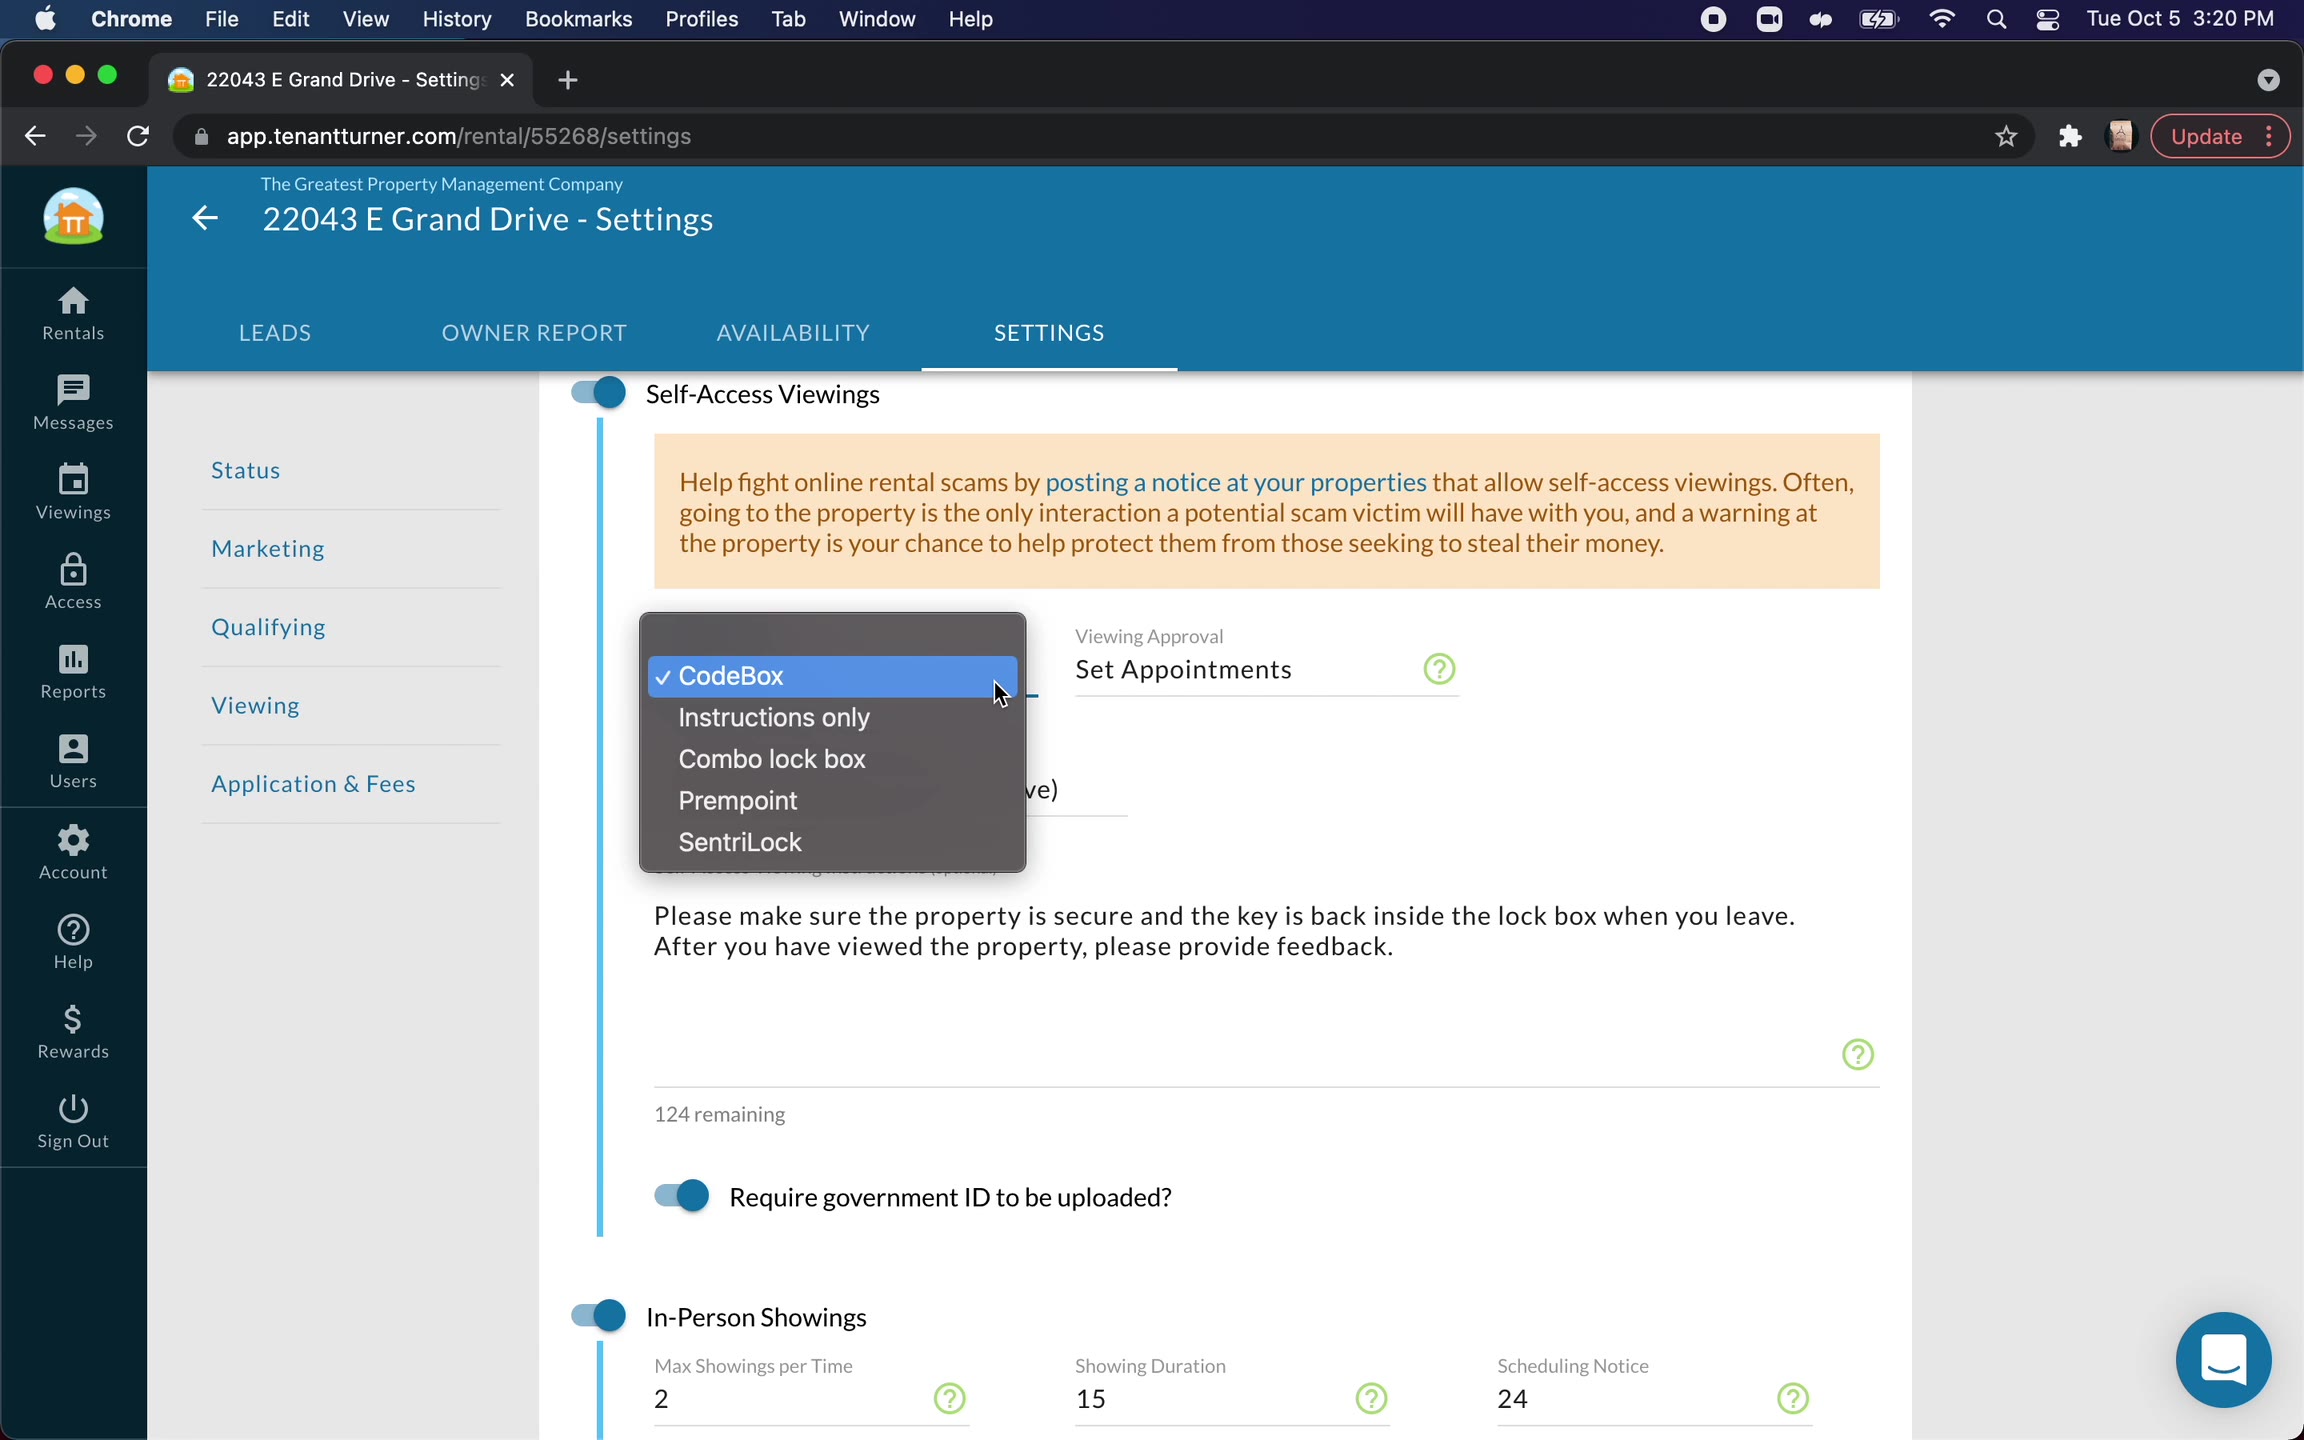 Chrome File Edit View History Bookmarks Profiles Tab Window Help Tue Oct 5 3:20 PM
22043 E Grand Drive - Settings
app.tenantturner.com/rental/55268/settings
Update
The Greatest Property Management Company
22043 E Grand Drive - Settings
LEADS OWNER REPORT AVAILABILITY SETTINGS
Rentals
Messages
Viewings
Access
Reports
Users
Account
Help
Rewards
Sign Out
Status
Marketing
Qualifying
Viewing
Application & Fees
Self-Access Viewings
Help fight online rental scams by posting a notice at your properties that allow self-access viewings. Often,
going to the property is the only interaction a potential scam victim will have with you, and a warning at
the property is your chance to help protect them from those seeking to steal their money.
✓ CodeBox
Instructions only
Combo lock box
Prempoint
SentriLock
Viewing Approval
Set Appointments
ve)
Please make sure the property is secure and the key is back inside the lock box when you leave.
After you have viewed the property, please provide feedback.
124 remaining
Require government ID to be uploaded?
In-Person Showings
Max Showings per Time
2
Showing Duration
15
Scheduling Notice
24